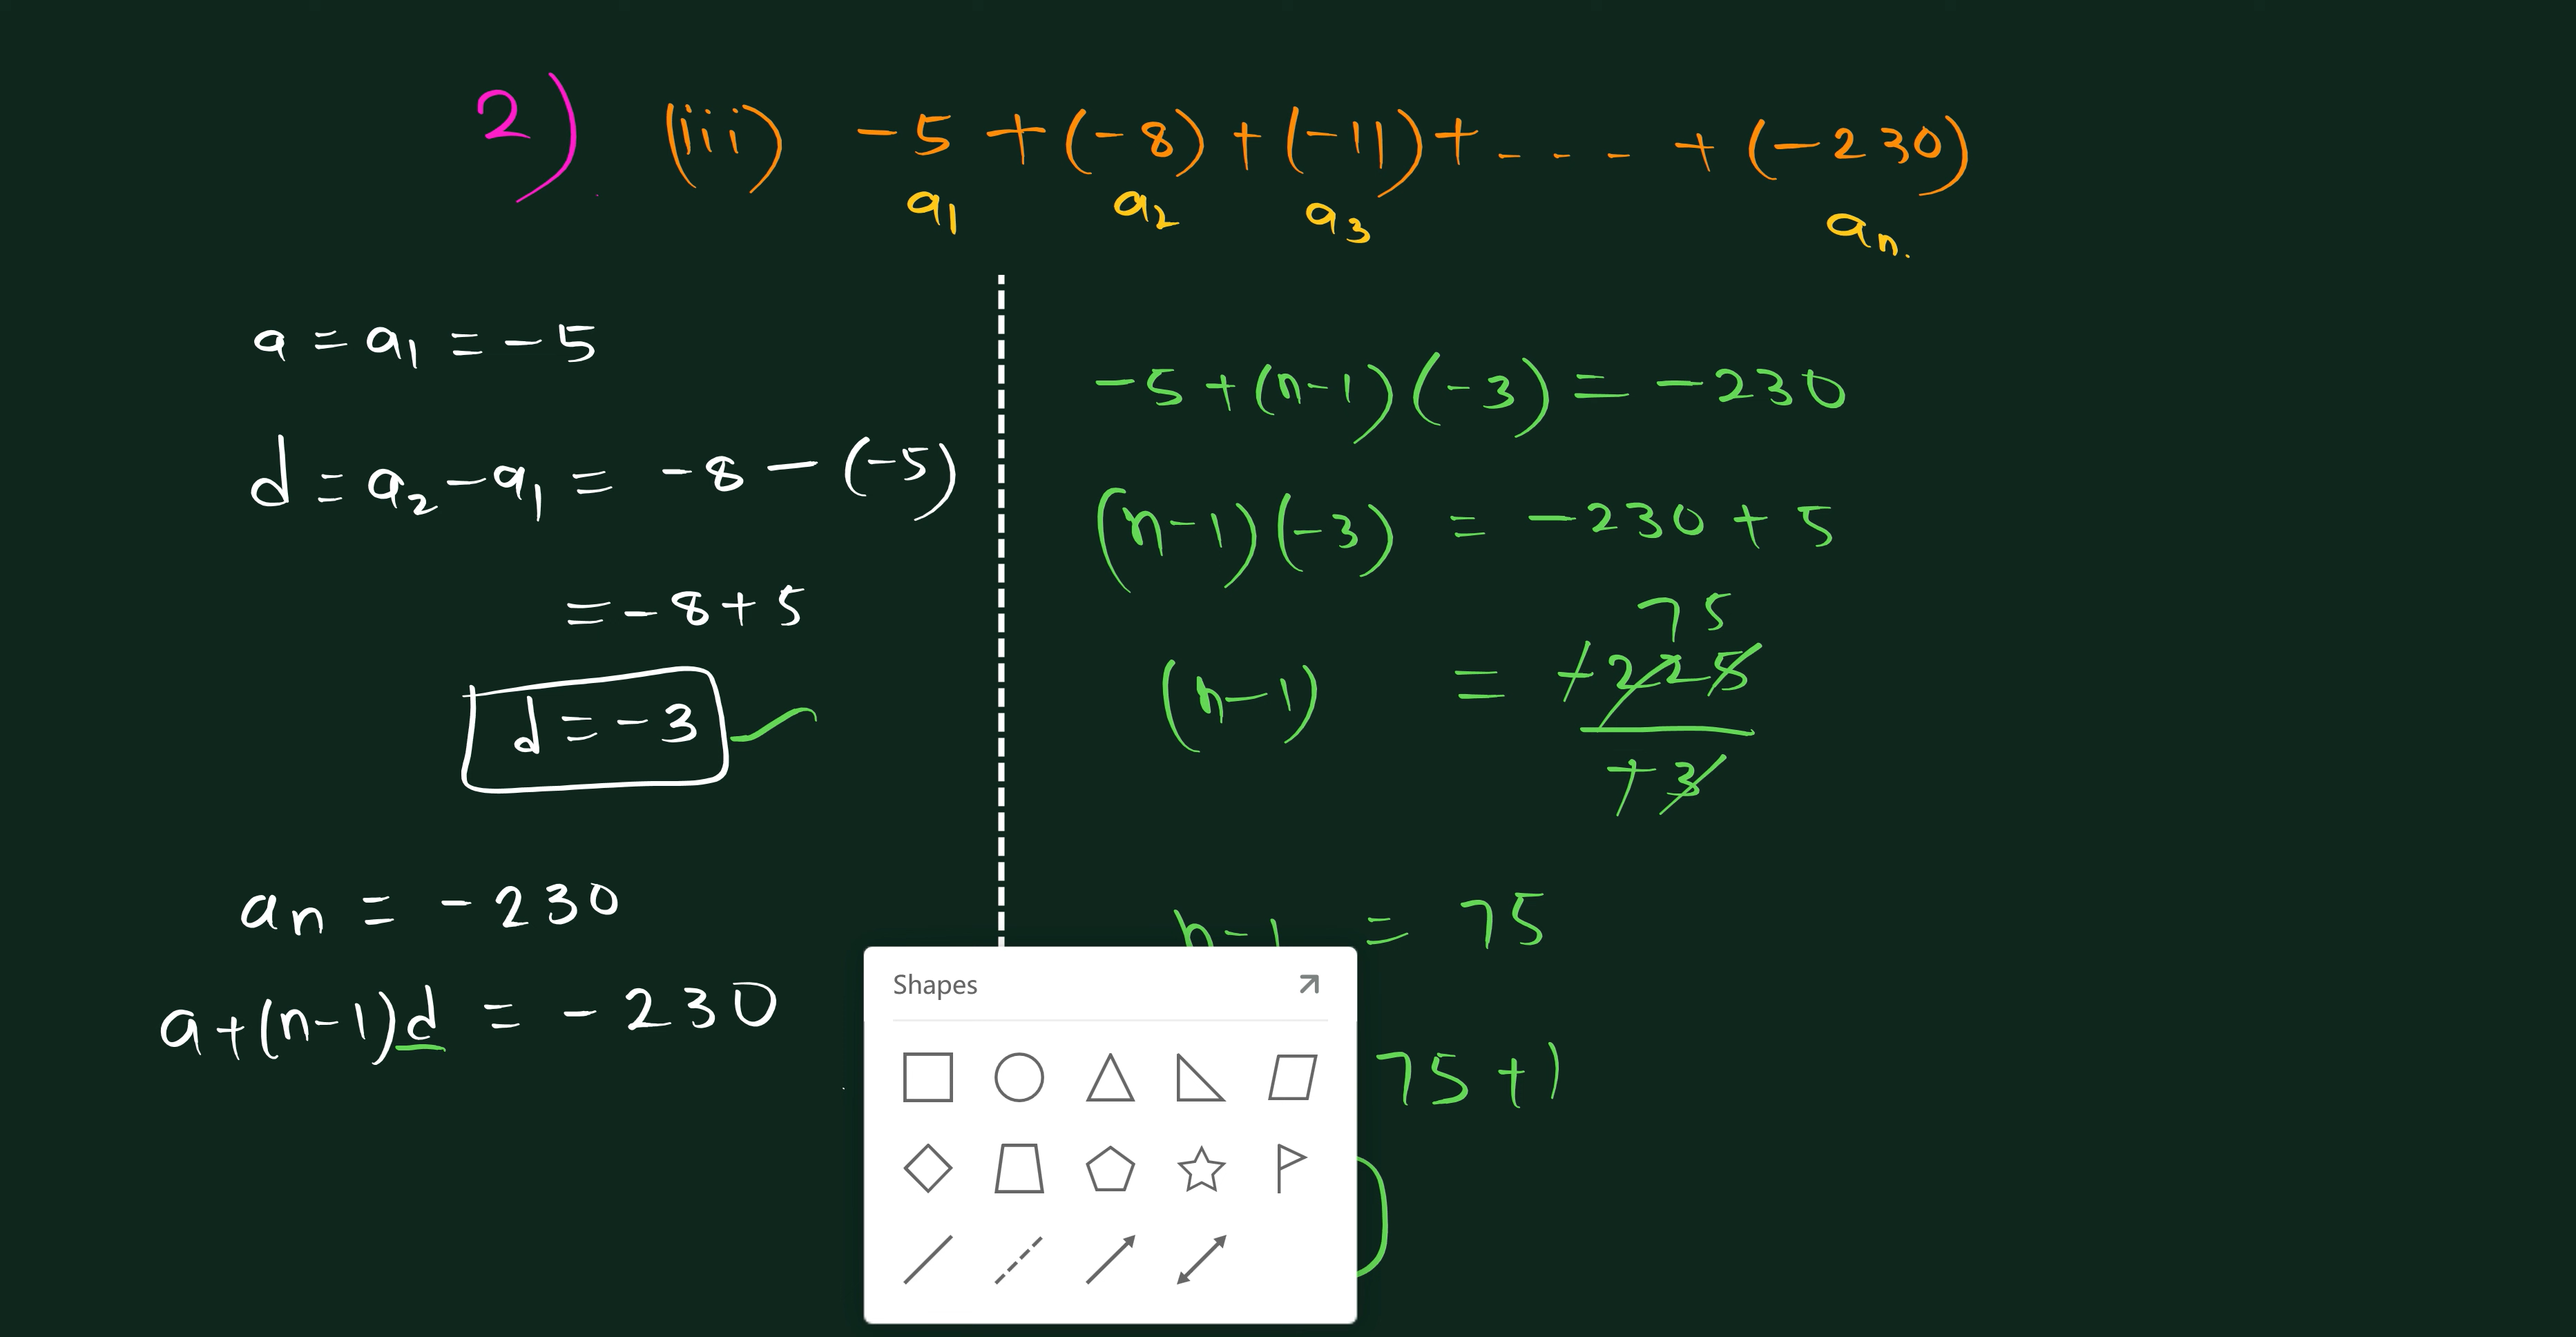 2) (iii) -5 + (-8) + (-11) + - - - - + (-230)
a1 a2 a3 an.
a = a1 = -5
d = a2 - a1 = -8 - (-5)
= -8 + 5
d = -3
an = -230
a + (n-1)d = -230
-5 + (n-1)(-3) = -230
(n-1)(-3) = -230 + 5
75
(n-1) = -225
-3
n-1 = 75
75 + 1
Shapes